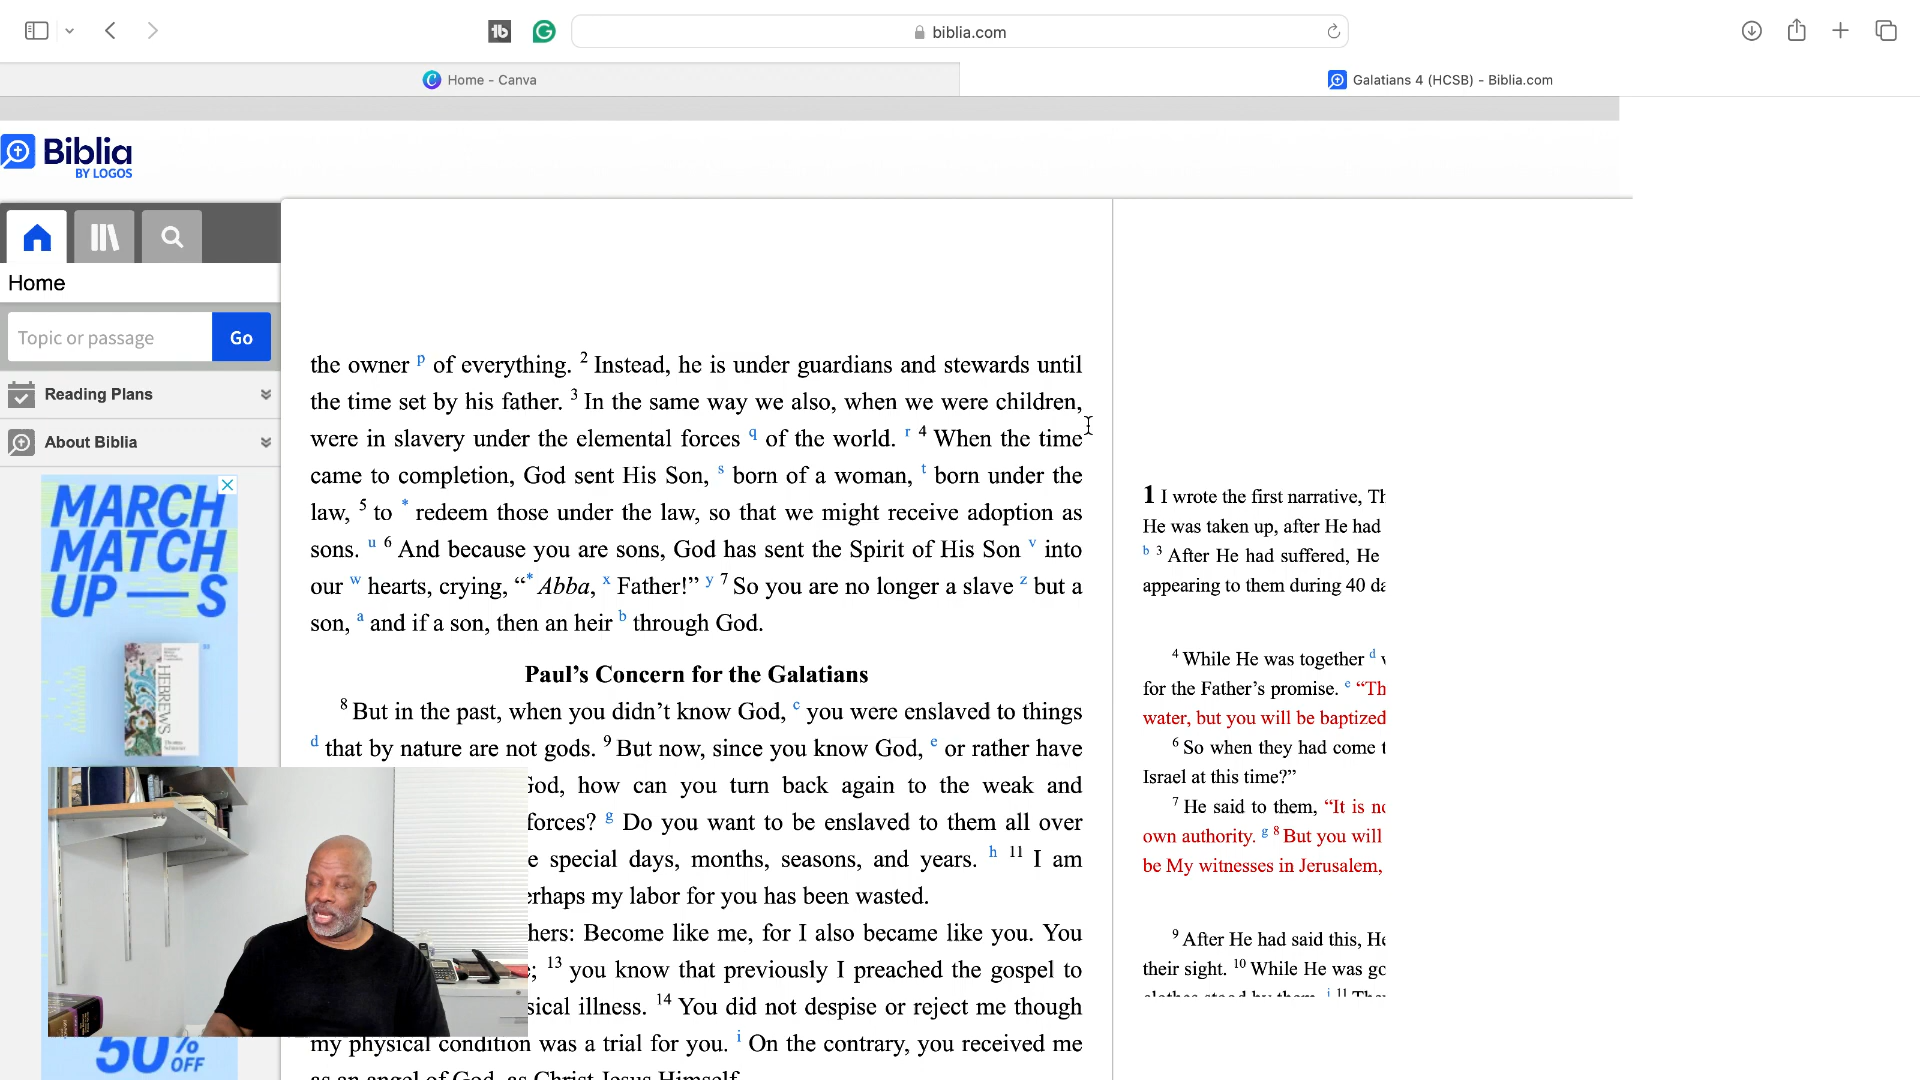 biblia.com
Home - Canva
Galatians 4 (HCSB) - Biblia.com
Biblia
BY LOGOS
Home
Topic or passage
Go
Reading Plans
About Biblia
MARCH
MATCH
UP — S
HEBREWS
50% OFF
the owner p of everything. 2 Instead, he is under guardians and stewards until
the time set by his father. 3 In the same way we also, when we were children,
were in slavery under the elemental forces q of the world. r 4 When the time
came to completion, God sent His Son, s born of a woman, t born under the
law, 5 to * redeem those under the law, so that we might receive adoption as
sons. u 6 And because you are sons, God has sent the Spirit of His Son v into
our w hearts, crying, “* Abba, x Father!” y 7 So you are no longer a slave z but a
son, a and if a son, then an heir b through God.
Paul’s Concern for the Galatians
8 But in the past, when you didn’t know God, c you were enslaved to things
d that by nature are not gods. 9 But now, since you know God, e or rather have
God, how can you turn back again to the weak and
forces? g Do you want to be enslaved to them all over
special days, months, seasons, and years. h 11 I am
my labor for you has been wasted.
Become like me, for I also became like you. You
13 you know that previously I preached the gospel to
illness. 14 You did not despise or reject me though
my physical condition was a trial for you. i On the contrary, you received me
as an angel of God, as Christ Jesus Himself.
1 I wrote the first narrative,
He was taken up, after He had
b 3 After He had suffered, He
appearing to them during 40
4 While He was together d
for the Father’s promise. e
water, but you will be baptized
6 So when they had come
Israel at this time?”
7 He said to them, “It is
own authority. g 8 But you will
be My witnesses in Jerusalem,
9 After He had said this,
their sight. 10 While He was